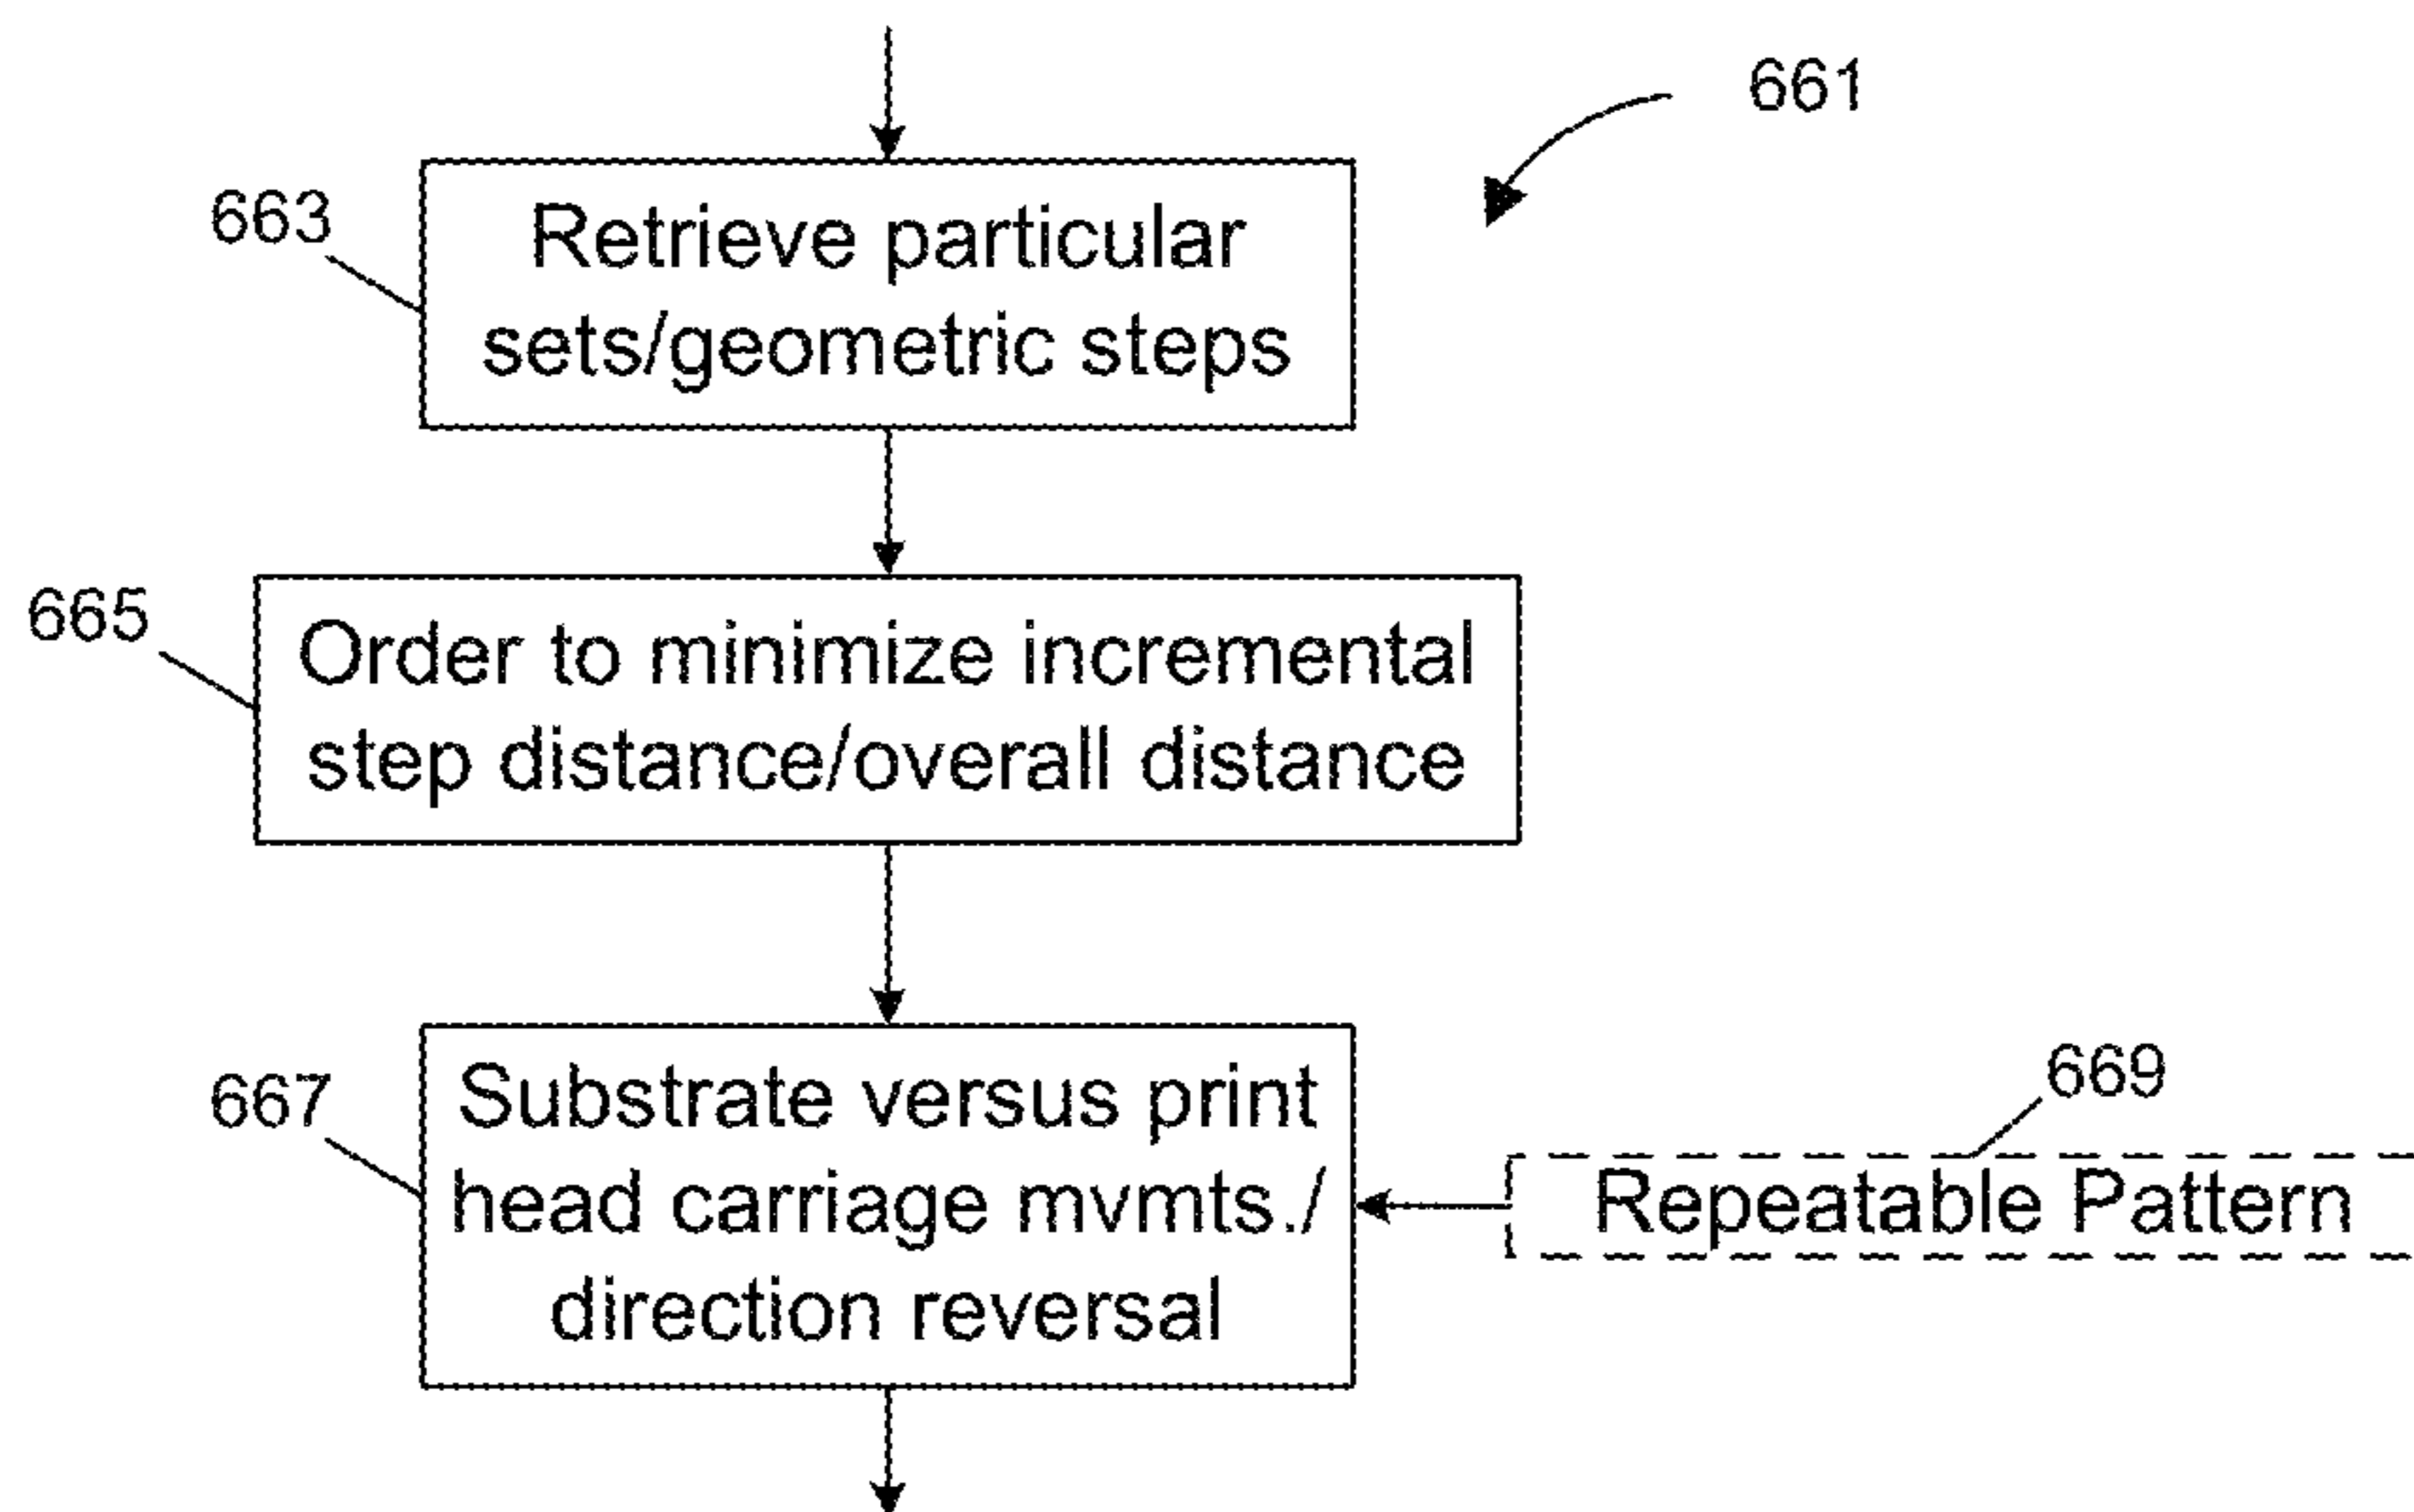 661
663
Retrieve particular
sets/geometric steps
665
Order to minimize incremental
step distance/overall distance
667
Substrate versus print
head carriage mvmts./
direction reversal
669
Repeatable Pattern